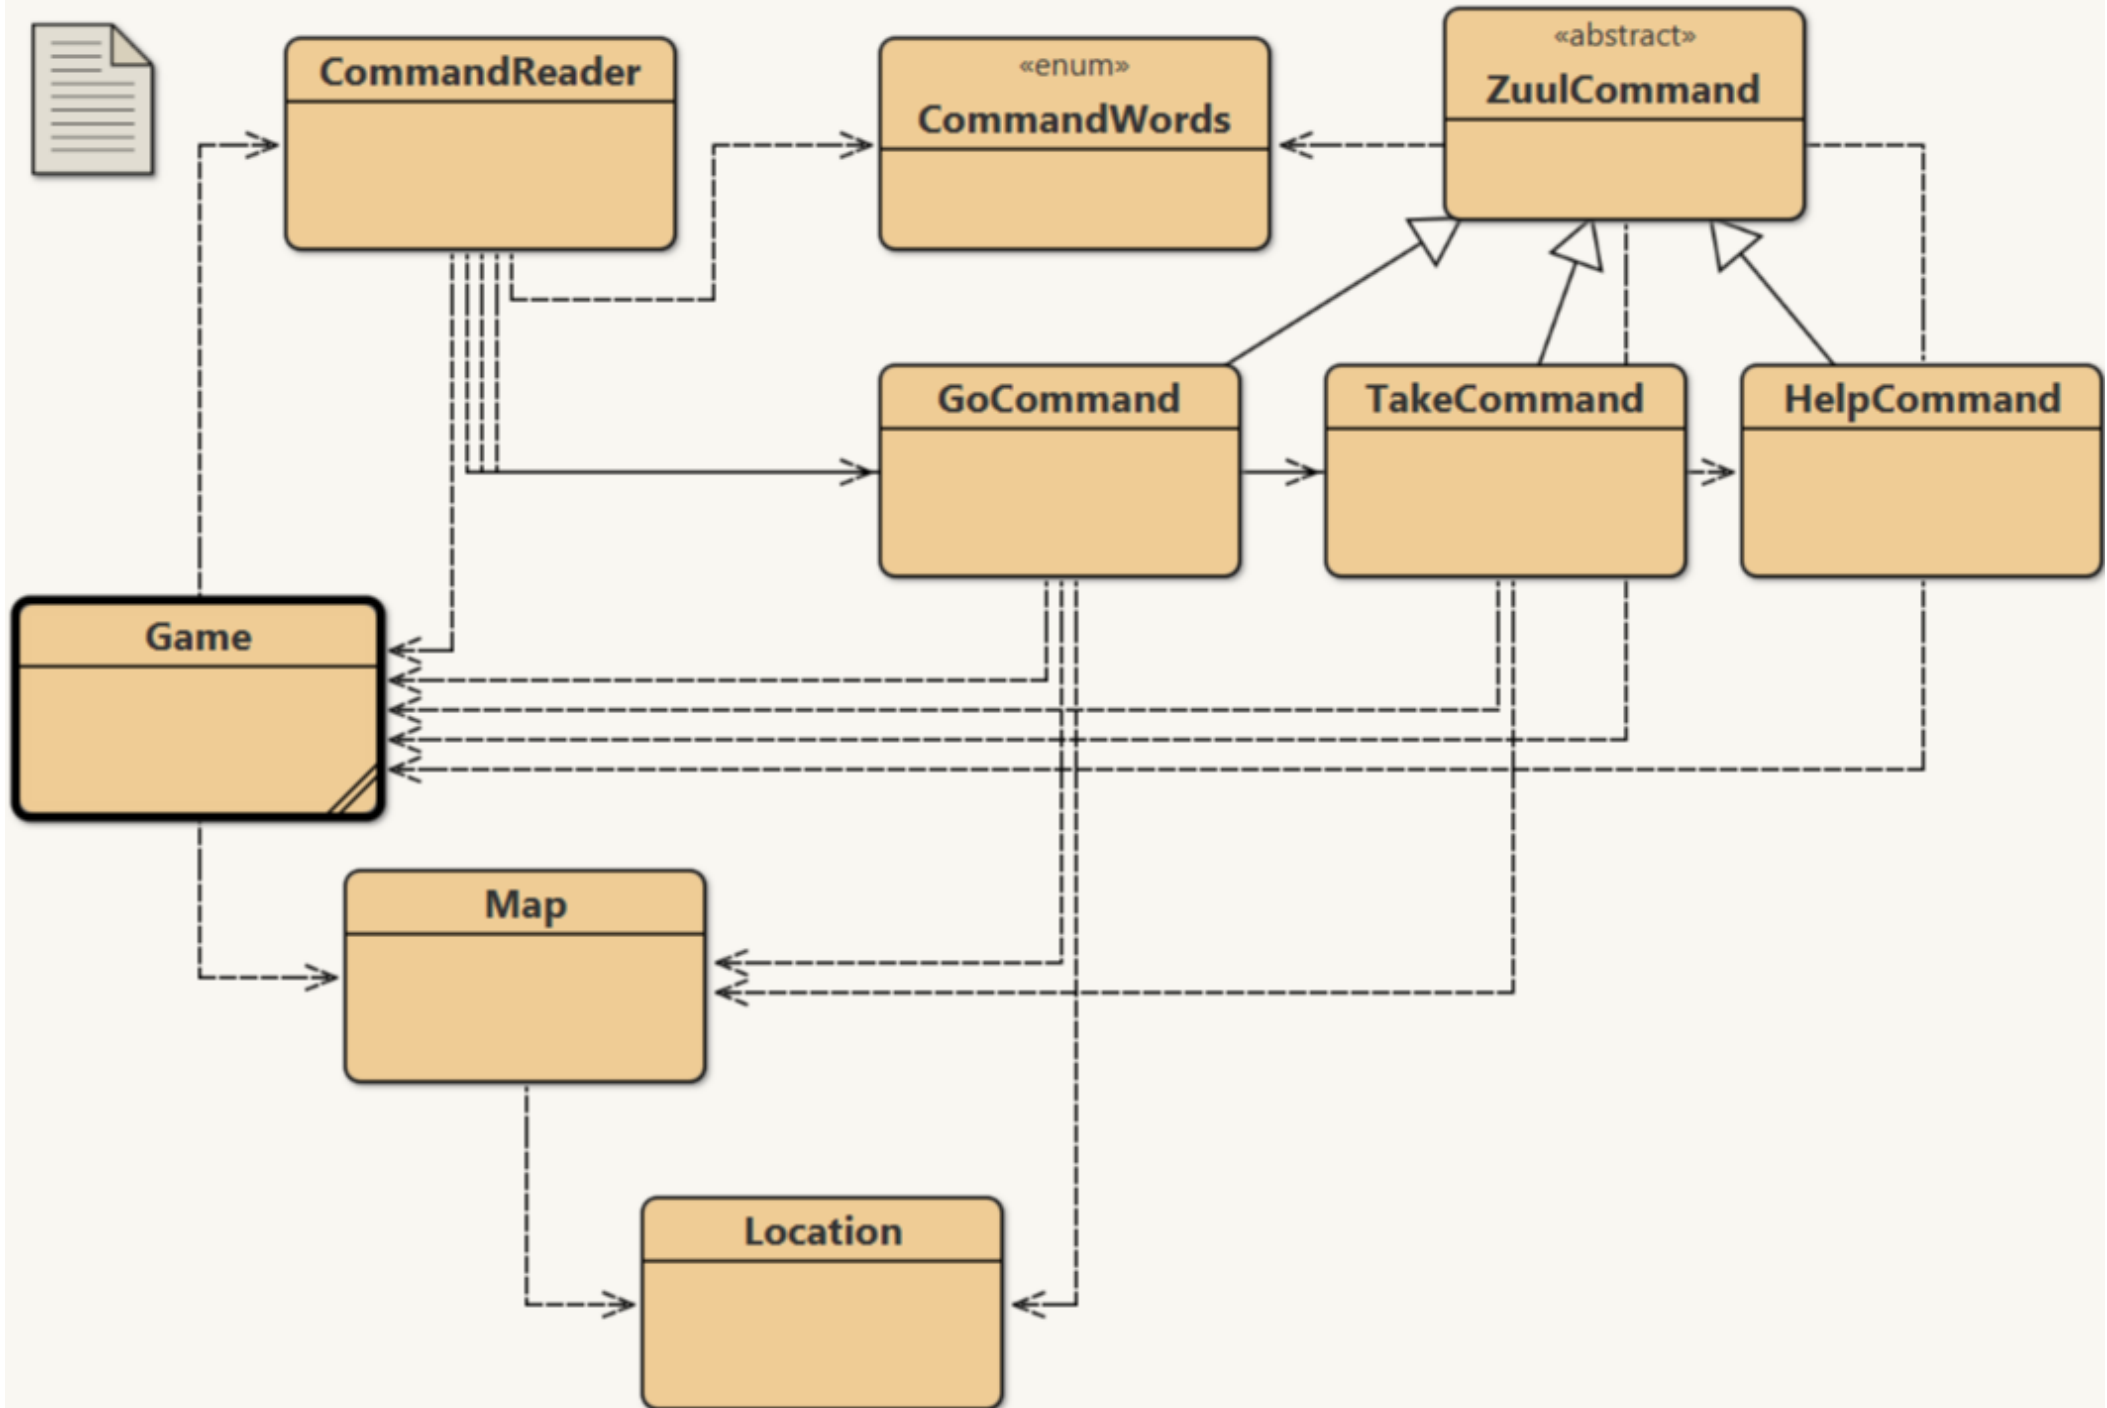 CommandReader
«enum»
CommandWords
«abstract»
ZuulCommand
GoCommand
TakeCommand
HelpCommand
Game
Map
Location